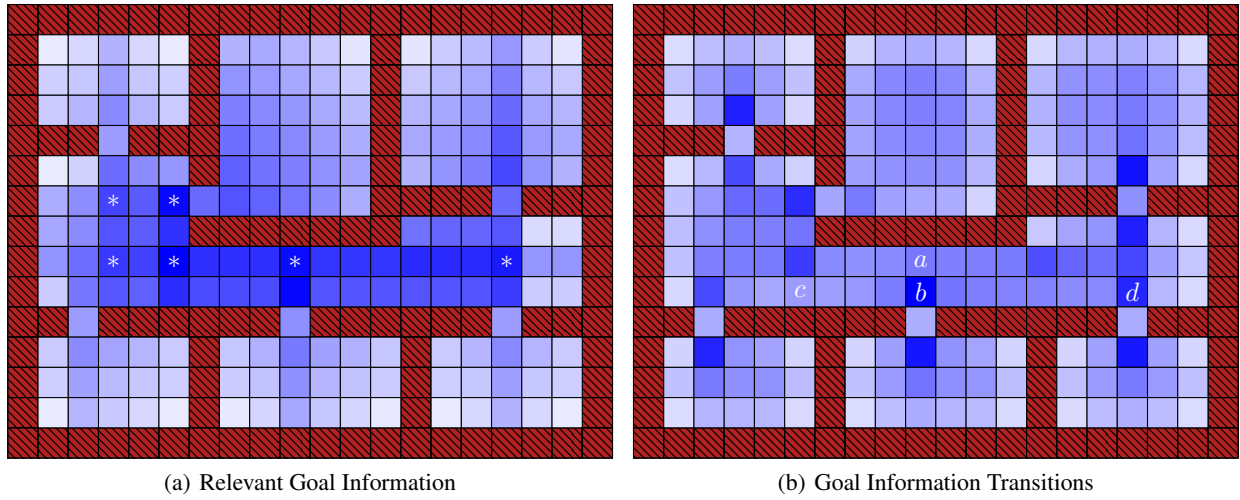 * *
* * * *
a
c b d
(a) Relevant Goal Information
(b) Goal Information Transitions